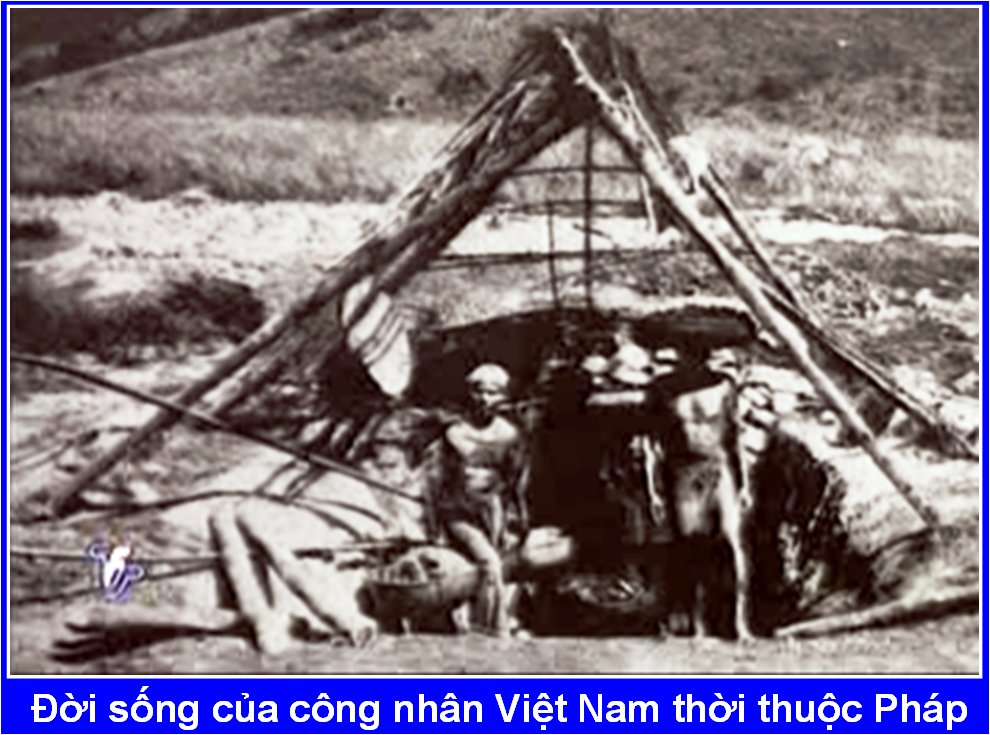 Đời sống của công nhân Việt Nam thời thuộc Pháp